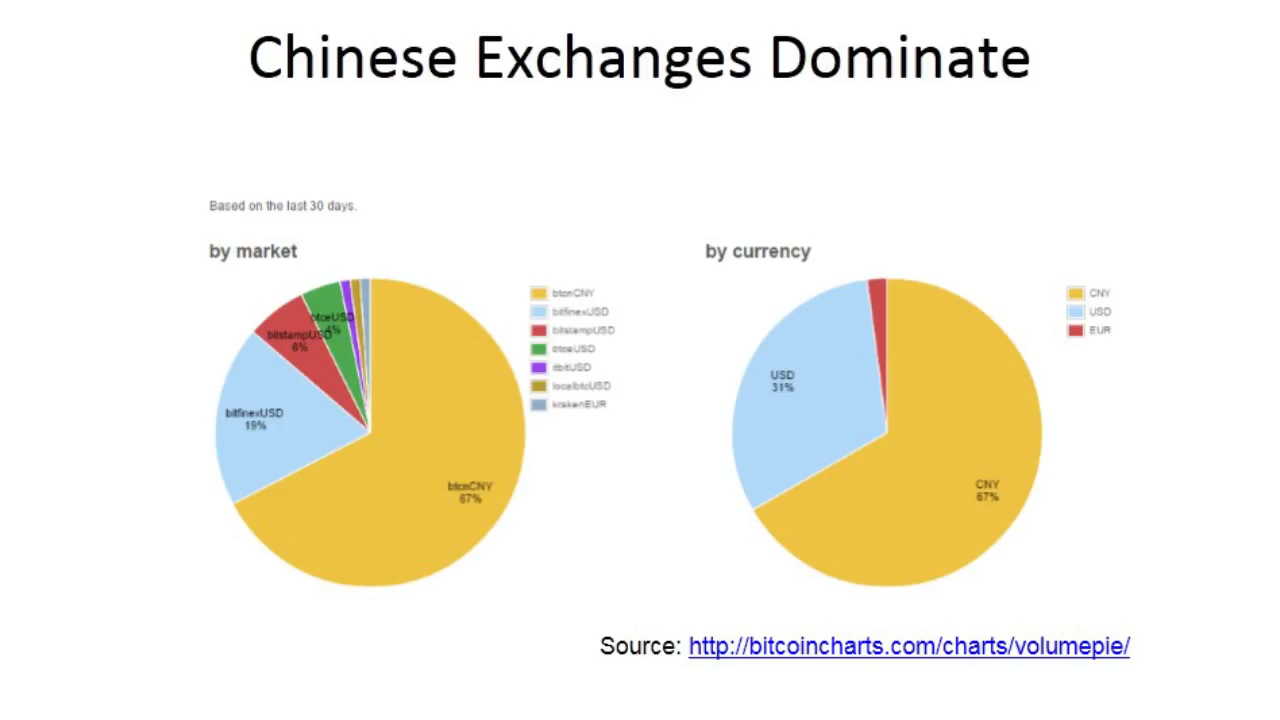 Chinese Exchanges Dominate
Based on the last 30 days.
by market
btceUSD
4%
bitstampUSD
6%
bitfinexUSD
19%
btcnCNY
67%
btcnCNY
bitfinexUSD
bitstampUSD
btceUSD
itbitUSD
localbtcUSD
krakenEUR
by currency
USD
31%
CNY
67%
CNY
USD
EUR
Source: http://bitcoincharts.com/charts/volumepie/